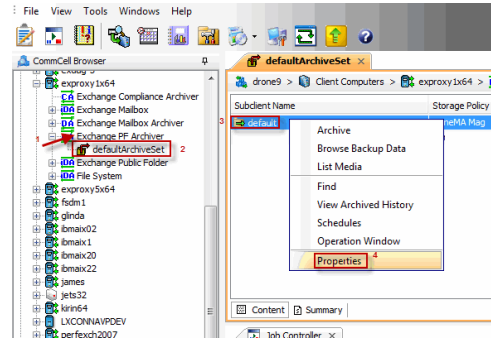 File View Tools Windows Help
CommCell Browser
defaultArchiveSet
drone9 > Client Computers > exproxy1x64 >
exproxy1x64
Subclient Name Storage Policy
Exchange Compliance Archiver
Exchange Mailbox
Exchange Mailbox Archiver
3 default neMA Mag
1 Exchange PF Archiver
Archive
defaultArchiveSet 2
Browse Backup Data
Exchange Public Folder
List Media
File System
exproxy5x64
Find
fsdm1
View Archived History
glinda
Schedules
ibmaix02
ibmaix1
Operation Window
ibmaix20
Properties 4
ibmaix22
james
jets32
kirin64
Content Summary
LXCONNAVPDEV
perfexch2007
Job Controller